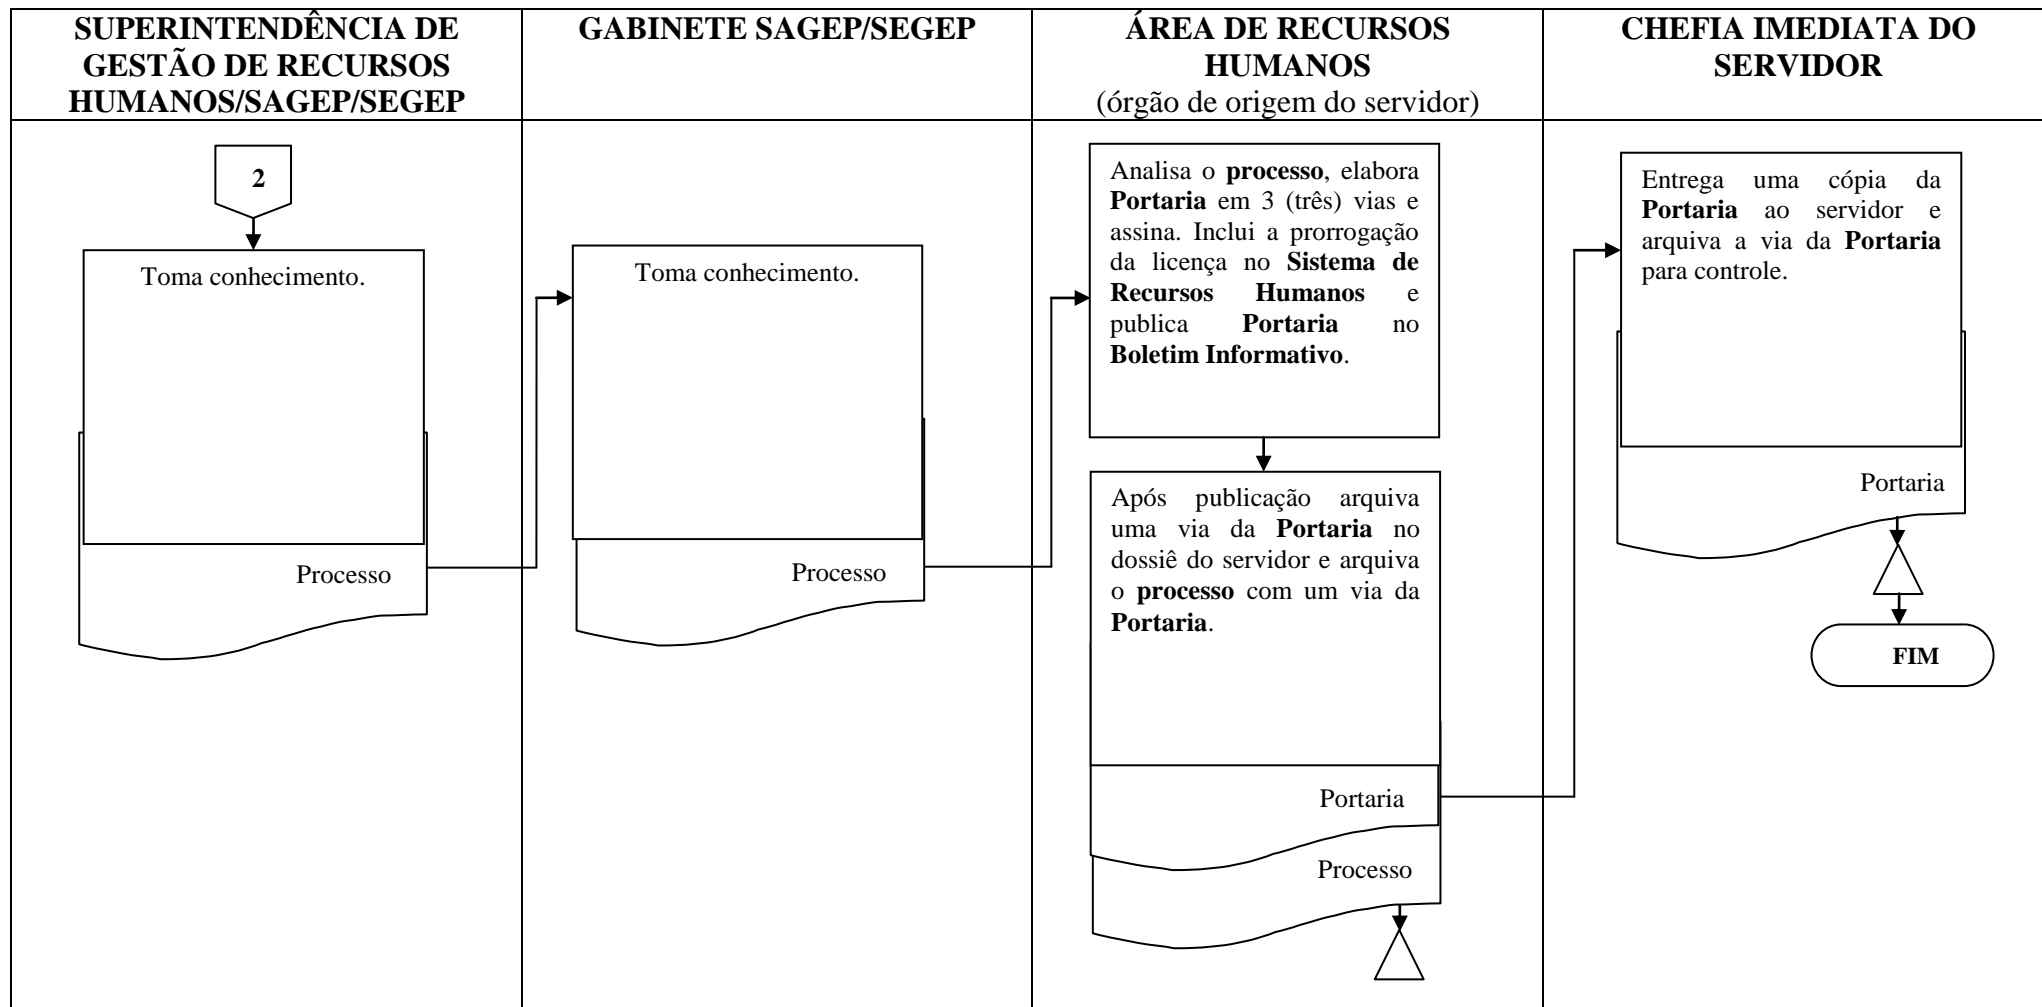 SUPERINTENDÊNCIA DE
GESTÃO DE RECURSOS
HUMANOS/SAGEP/SEGEP
GABINETE SAGEP/SEGEP
ÁREA DE RECURSOS
HUMANOS
(órgão de origem do servidor)
CHEFIA IMEDIATA DO
SERVIDOR
2
Toma conhecimento.
Processo
Toma conhecimento.
Processo
Analisa o processo, elabora
Portaria em 3 (três) vias e
assina. Inclui a prorrogação
da licença no Sistema de
Recursos Humanos e
publica Portaria no
Boletim Informativo.
Após publicação arquiva
uma via da Portaria no
dossiê do servidor e arquiva
o processo com um via da
Portaria.
Portaria
Processo
Entrega uma cópia da
Portaria ao servidor e
arquiva a via da Portaria
para controle.
Portaria
FIM